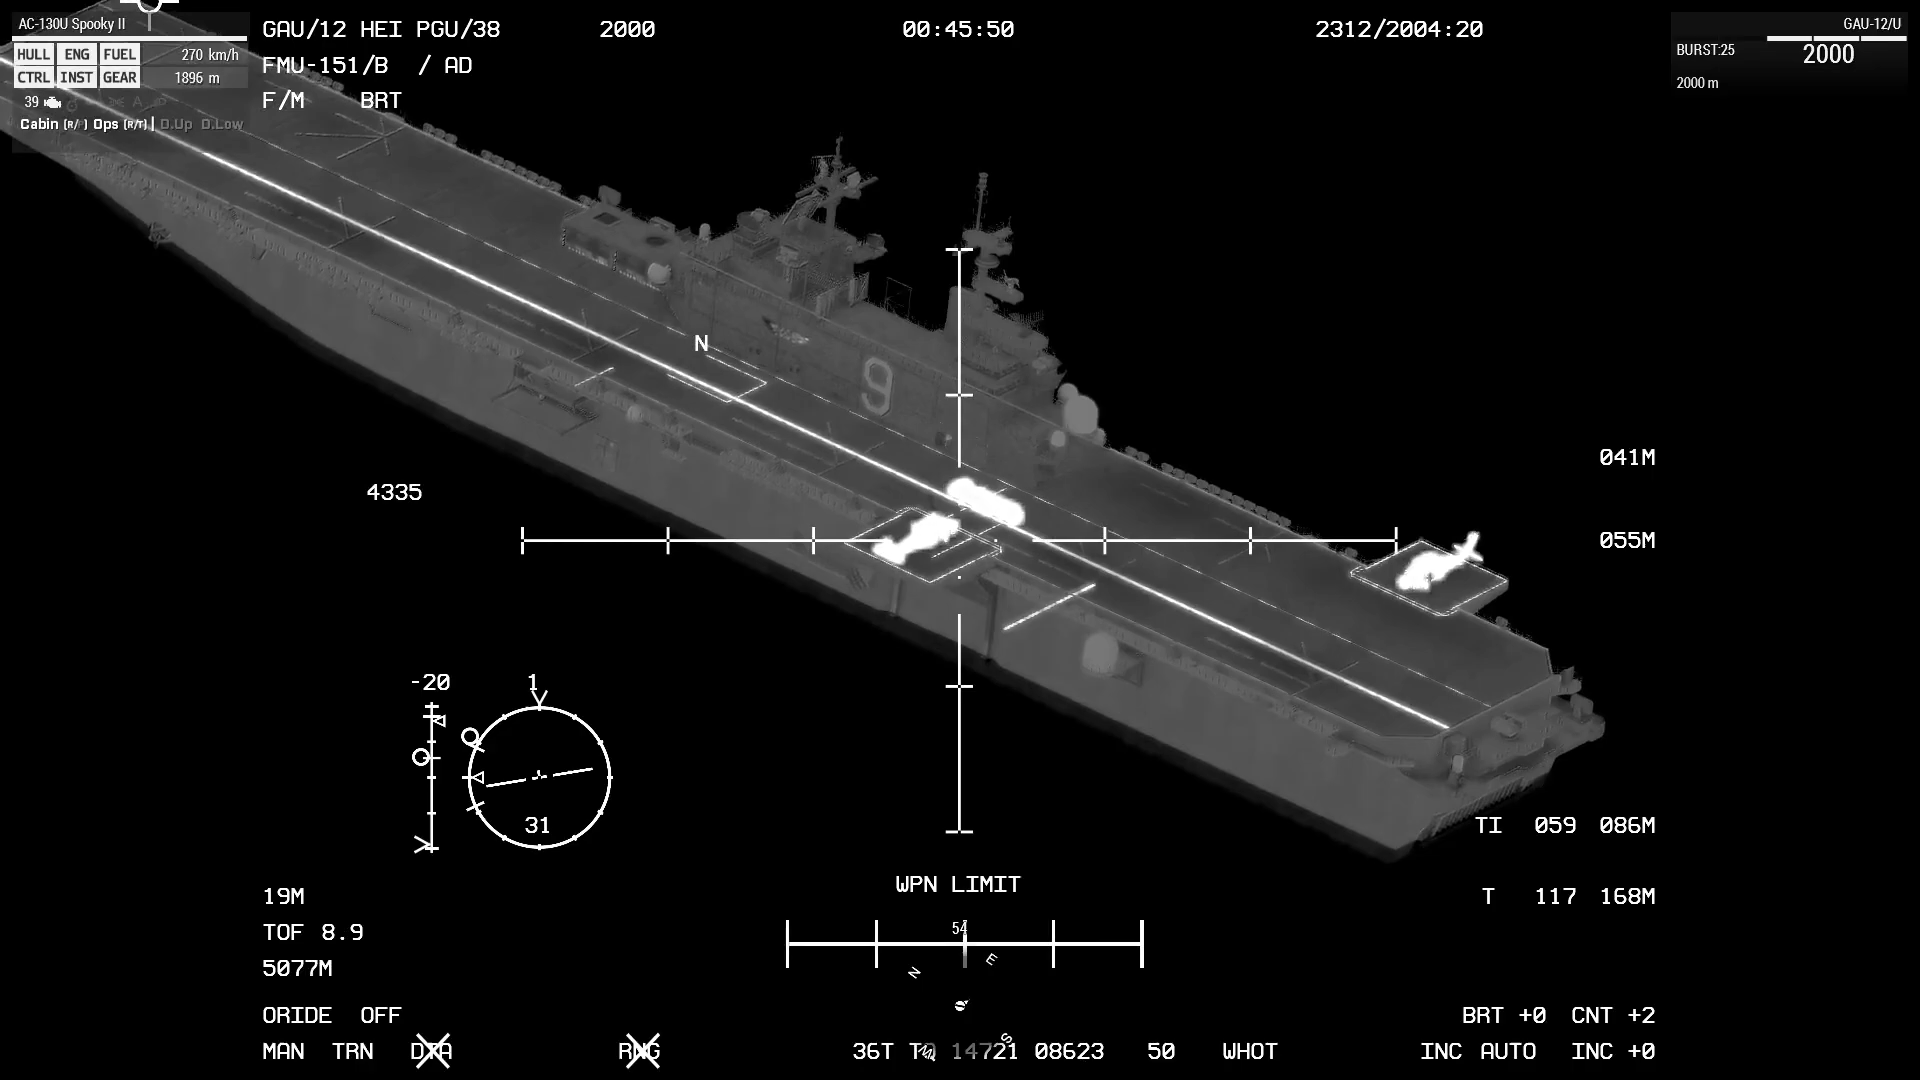 AC-130U Spooky II
HULL ENG FUEL 270 km/h
CTRL INST GEAR 1896 m
39
Cabin (R/ ) Ops (R/T) | D.Up D.Low
GAU/12 HEI PGU/38 2000 00:45:50 2312/2004:20
FMU-151/B / AD
F/M BRT
GAU-12/U
BURST:25 2000
2000 m
N
9
041M
4335
055M
-20 1
31
TI 059 086M
WPN LIMIT
19M
T 117 168M
TOF 8.9
54
5077M
N E
S
ORIDE OFF
BRT +0 CNT +2
MAN TRN DTA RNG 36T 14721 08623 50 WHOT INC AUTO INC +0